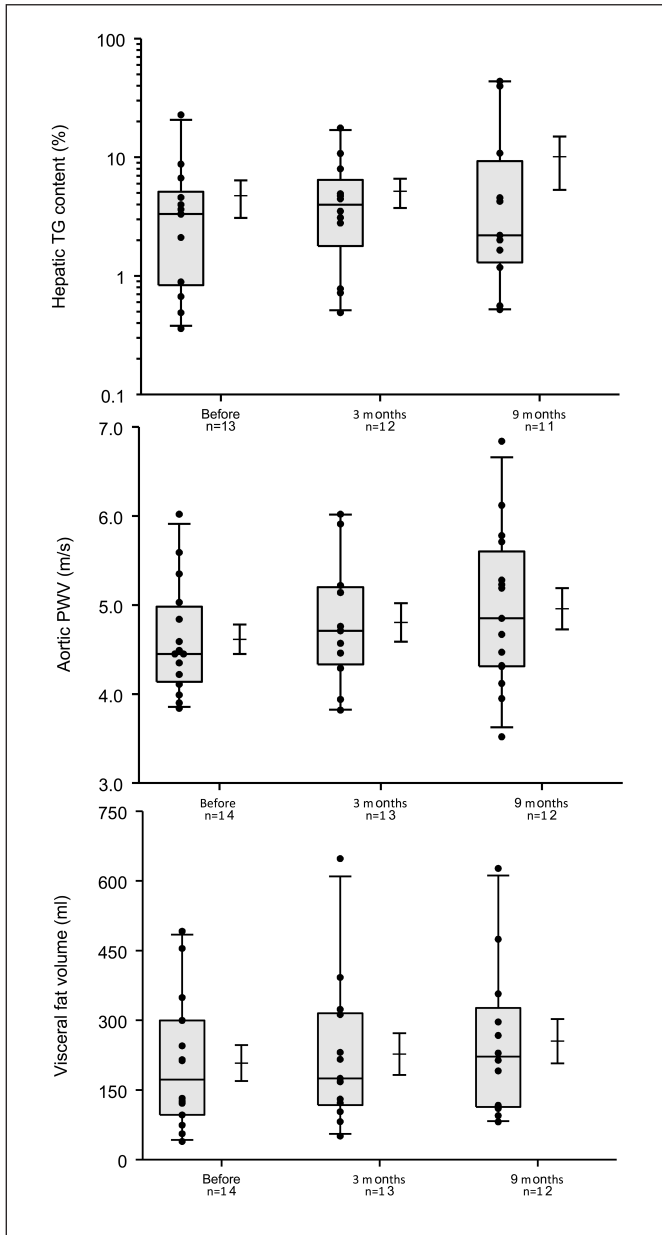 Hepatic TG content (%)
100
10
1
0.1
Before
n=13
3 months
n=12
9 months
n=11
Aortic PWV (m/s)
7.0
6.0
5.0
4.0
3.0
Before
n=14
3 months
n=13
9 months
n=12
Visceral fat volume (ml)
750
600
450
300
150
0
Before
n=14
3 months
n=13
9 months
n=12